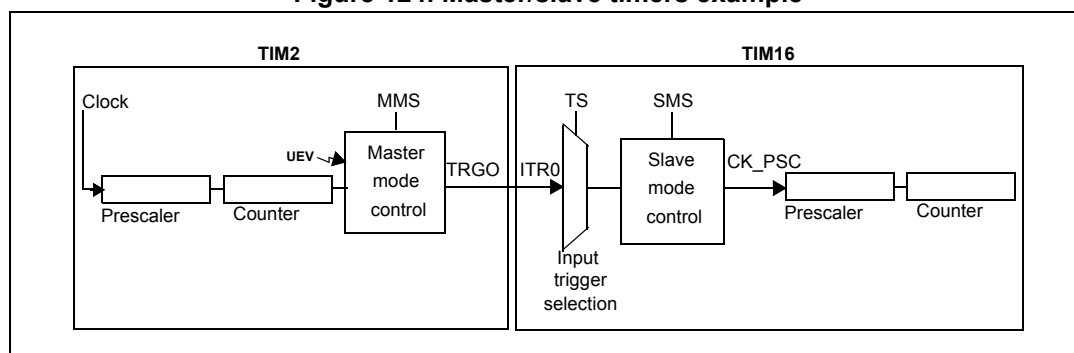 Figure 124. Master/slave timers example
TIM2
TIM16
Clock
MMS
TS
SMS
UEV
Master
mode
control
TRGO
ITR0
Slave
mode
control
CK_PSC
Prescaler
Counter
Prescaler
Counter
Input
trigger
selection